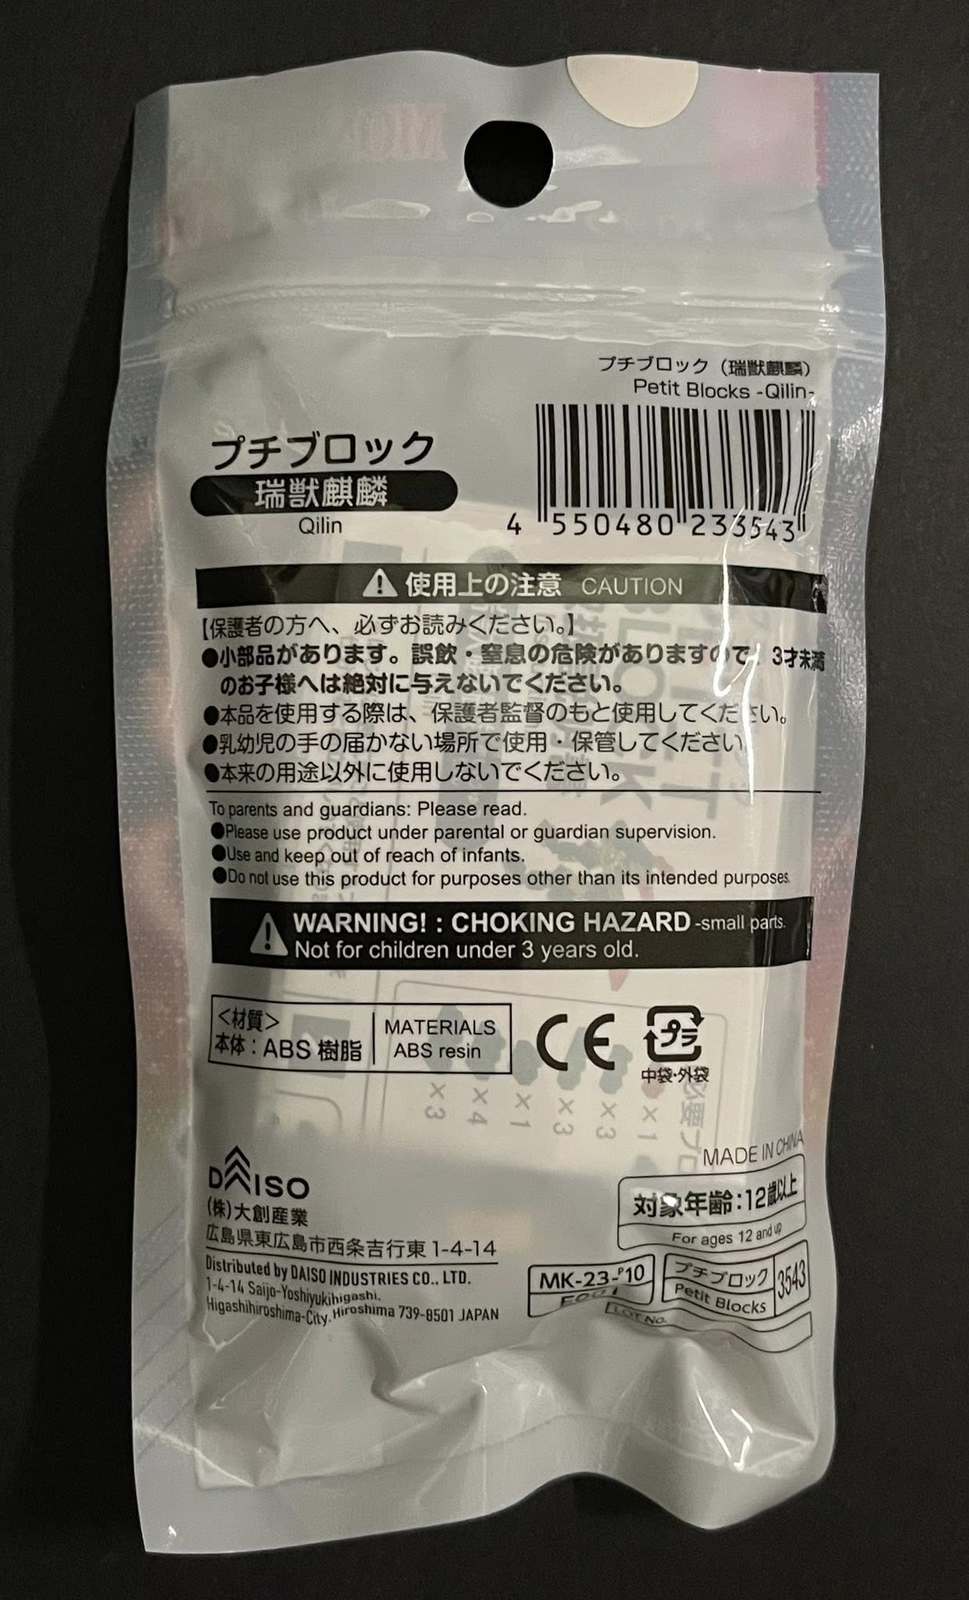 プチブロック（瑞獣麒麟）
Petit Blocks -Qilin-
4 550480 233543
プチブロック
瑞獣麒麟
Qilin
使用上の注意 CAUTION
【保護者の方へ、必ずお読みください。】
●小部品があります。誤飲・窒息の危険がありますので、3才未満
のお子様へは絶対に与えないでください。
●本品を使用する際は、保護者監督のもと使用してください。
●乳幼児の手の届かない場所で使用・保管してください
●本来の用途以外に使用しないでください。
To parents and guardians: Please read.
●Please use product under parental or guardian supervision.
●Use and keep out of reach of infants.
●Do not use this product for purposes other than its intended purposes.
WARNING! : CHOKING HAZARD -small parts.
Not for children under 3 years old.
＜材質＞
本体：ABS 樹脂
MATERIALS
ABS resin
CE
プラ
中袋・外袋
×3 ×4 ×1 ×3 ×3 ×1
MADE IN CHINA
DAISO
(株)大創産業
広島県東広島市西条吉行東 1-4-14
Distributed by DAISO INDUSTRIES CO., LTD.
1-4-14 Saijo-Yoshiyukihigashi,
Higashihiroshima-City, Hiroshima 739-8501 JAPAN
対象年齢：12歳以上
For ages 12 and up
MK-23-P10
プチブロック
Petit Blocks
3543
LOT No.